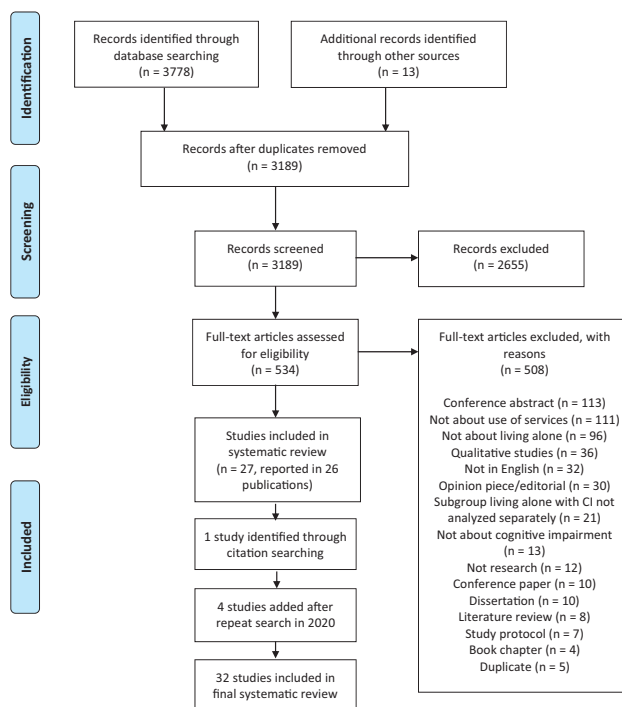 Identification
Records identified through
database searching
(n = 3778)
Additional records identified
through other sources
(n = 13)
Records after duplicates removed
(n = 3189)
Screening
Records screened
(n = 3189)
Records excluded
(n = 2655)
Eligibility
Full-text articles assessed
for eligibility
(n = 534)
Full-text articles excluded, with
reasons
(n = 508)
Conference abstract (n = 113)
Not about use of services (n = 111)
Not about living alone (n = 96)
Qualitative studies (n = 36)
Not in English (n = 32)
Opinion piece/editorial (n = 30)
Subgroup living alone with CI not
analyzed separately (n = 21)
Not about cognitive impairment
(n = 13)
Not research (n = 12)
Conference paper (n = 10)
Dissertation (n = 10)
Literature review (n = 8)
Study protocol (n = 7)
Book chapter (n = 4)
Duplicate (n = 5)
Studies included in
systematic review
(n = 27, reported in 26
publications)
Included
1 study identified through
citation searching
4 studies added after
repeat search in 2020
32 studies included in
final systematic review